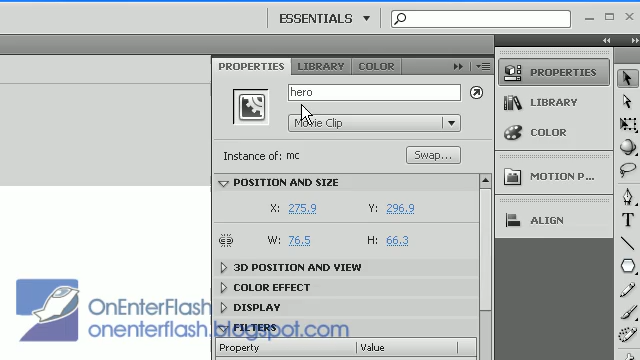 ESSENTIALS
PROPERTIES LIBRARY COLOR
hero
Movie Clip
Instance of: mc Swap...
POSITION AND SIZE
X: 275.9 Y: 296.9
W: 76.5 H: 66.3
3D POSITION AND VIEW
COLOR EFFECT
DISPLAY
FILTERS
Property Value
PROPERTIES
LIBRARY
COLOR
MOTION P...
ALIGN
OnEnterFlash
onenterflash.blogspot.com